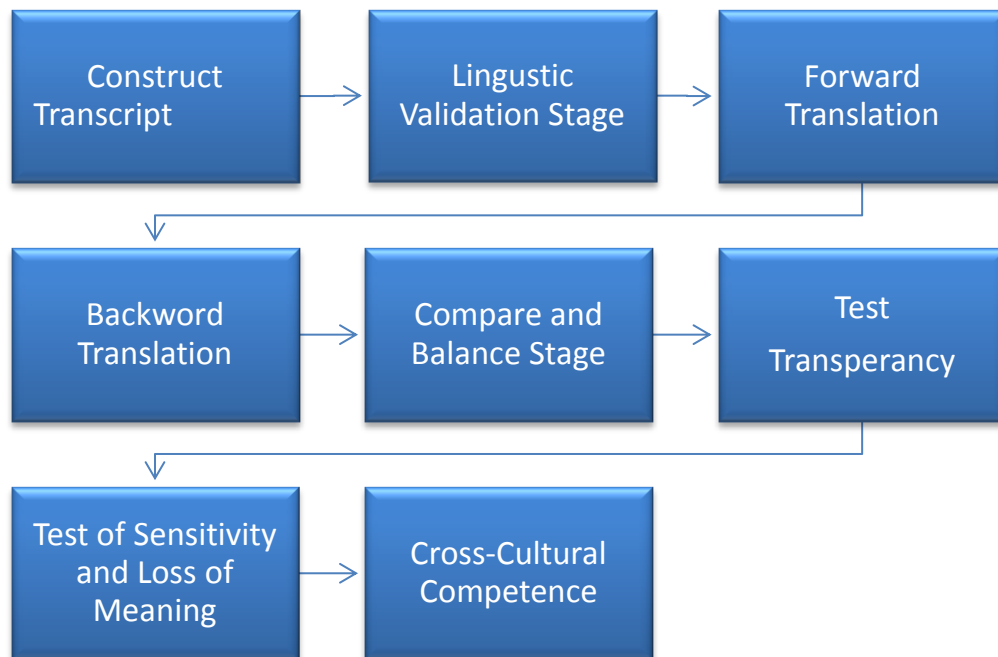 Construct
Transcript
Lingustic
Validation Stage
Forward
Translation
Backword
Translation
Compare and
Balance Stage
Test
Transperancy
Test of Sensitivity
and Loss of
Meaning
Cross-Cultural
Competence